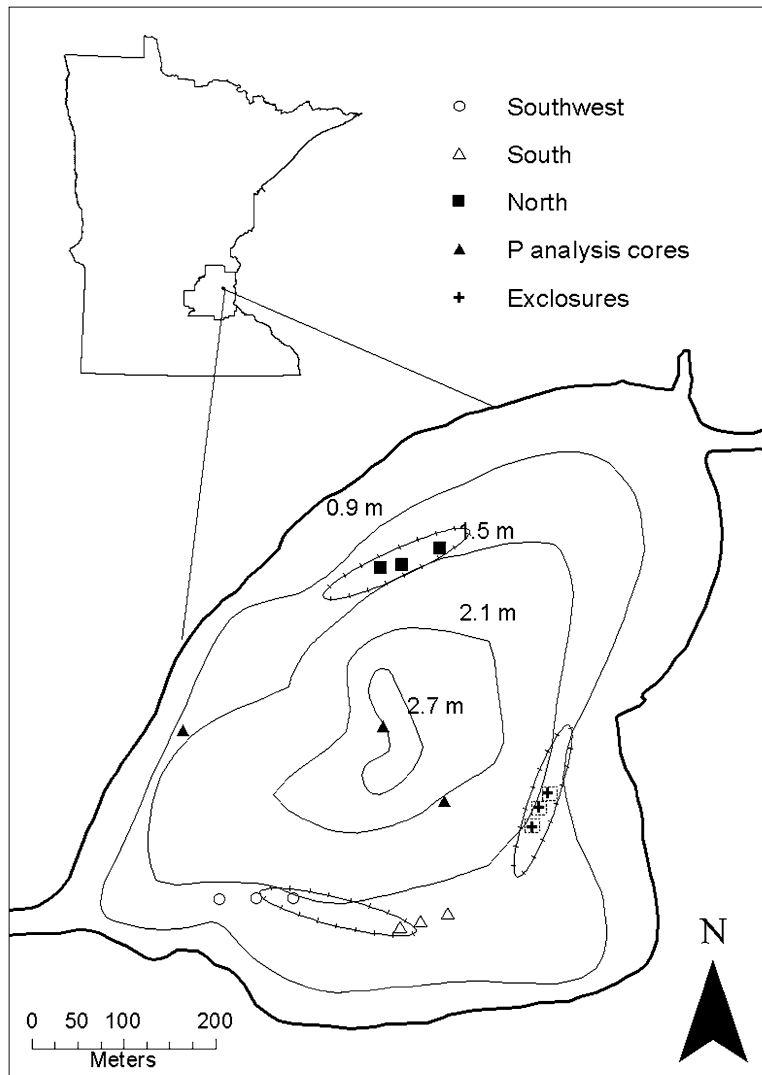 Southwest
South
North
P analysis cores
Exclosures
0.9 m
1.5 m
2.1 m
2.7 m
N
0 50 100 200
Meters